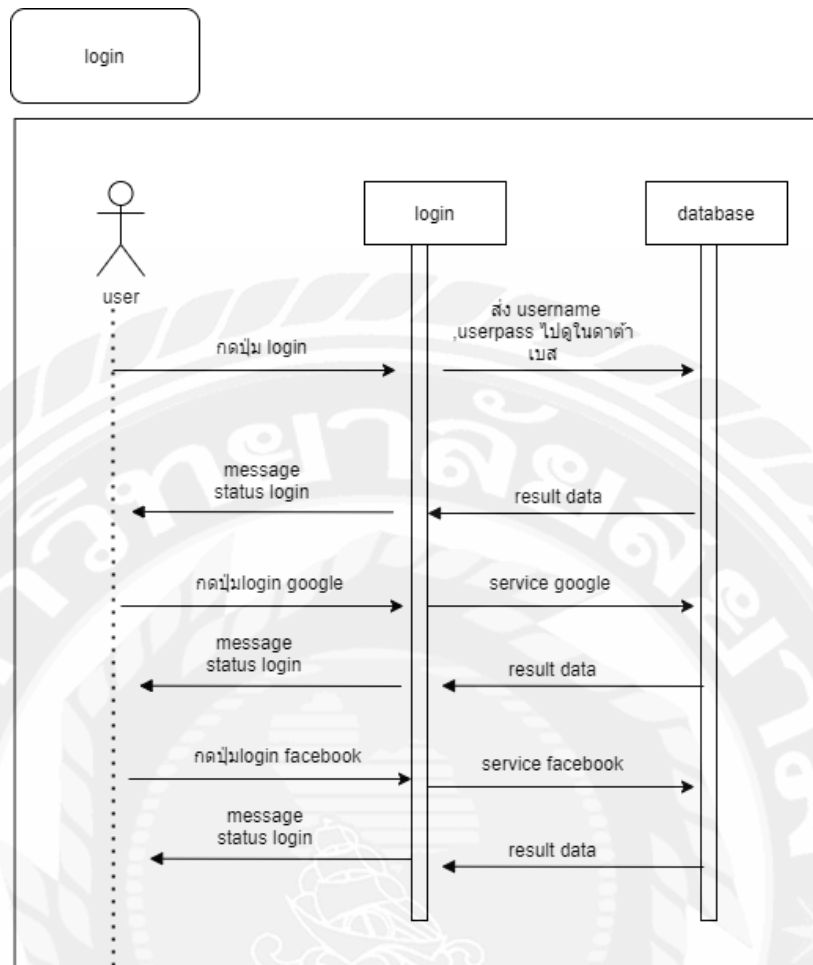 login
login
database
user
ส่ง username
,userpass ไปดูในดาต้า
เบส
กดปุ่ม login
message
status login
result data
กดปุ่มlogin google
service google
message
status login
result data
กดปุ่มlogin facebook
service facebook
message
status login
result data